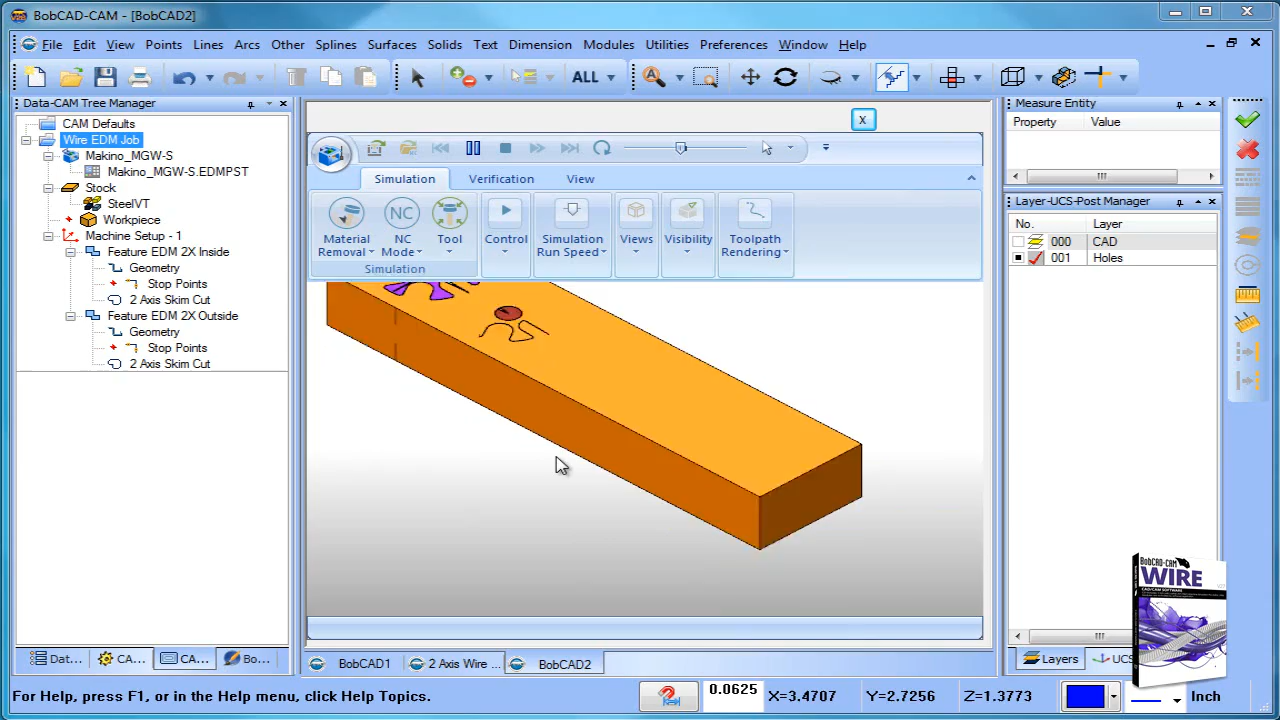 BobCAD-CAM - [BobCAD2]
File Edit View Points Lines Arcs Other Splines Surfaces Solids Text Dimension Modules Utilities Preferences Window Help
ALL
Data-CAM Tree Manager
CAM Defaults
Wire EDM Job
Makino_MGW-S
Makino_MGW-S.EDMPST
Stock
SteelVT
Workpiece
Machine Setup - 1
Feature EDM 2X Inside
Geometry
Stop Points
2 Axis Skim Cut
Feature EDM 2X Outside
Geometry
Stop Points
2 Axis Skim Cut
Dat... CA... CA... Bo...
X
Simulation Verification View
Material Removal
NC Mode
Tool
Control
Simulation Run Speed
Views
Visibility
Toolpath Rendering
Simulation
BobCAD1 2 Axis Wire ... BobCAD2
Measure Entity
Property Value
Layer-UCS-Post Manager
No. Layer
000 CAD
001 Holes
BobCAD-CAM
WIRE
CAD/CAM SOFTWARE
Layers UCS
For Help, press F1, or in the Help menu, click Help Topics.
0.0625 X=3.4707 Y=2.7256 Z=1.3773 Inch